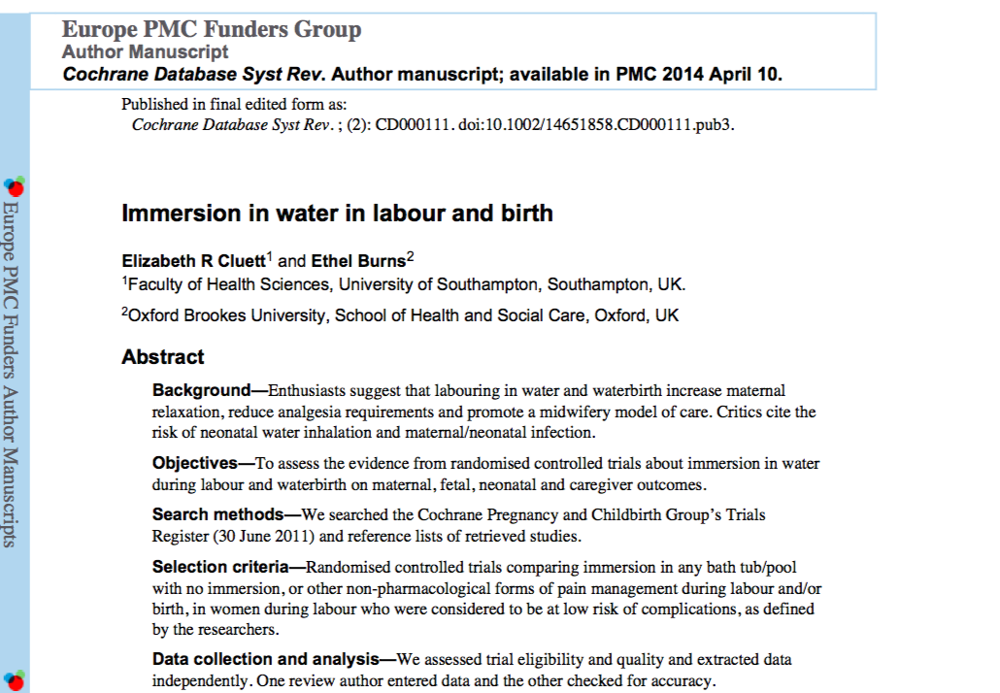 Europe PMC Funders Group
Author Manuscript
Cochrane Database Syst Rev. Author manuscript; available in PMC 2014 April 10.
Published in final edited form as:
Cochrane Database Syst Rev. ; (2): CD000111. doi:10.1002/14651858.CD000111.pub3.
Europe PMC Funders Author Manuscripts
Immersion in water in labour and birth
Elizabeth R Cluett1 and Ethel Burns2
1Faculty of Health Sciences, University of Southampton, Southampton, UK.
2Oxford Brookes University, School of Health and Social Care, Oxford, UK
Abstract
Background—Enthusiasts suggest that labouring in water and waterbirth increase maternal
relaxation, reduce analgesia requirements and promote a midwifery model of care. Critics cite the
risk of neonatal water inhalation and maternal/neonatal infection.
Objectives—To assess the evidence from randomised controlled trials about immersion in water
during labour and waterbirth on maternal, fetal, neonatal and caregiver outcomes.
Search methods—We searched the Cochrane Pregnancy and Childbirth Group’s Trials
Register (30 June 2011) and reference lists of retrieved studies.
Selection criteria—Randomised controlled trials comparing immersion in any bath tub/pool
with no immersion, or other non-pharmacological forms of pain management during labour and/or
birth, in women during labour who were considered to be at low risk of complications, as defined
by the researchers.
Data collection and analysis—We assessed trial eligibility and quality and extracted data
independently. One review author entered data and the other checked for accuracy.